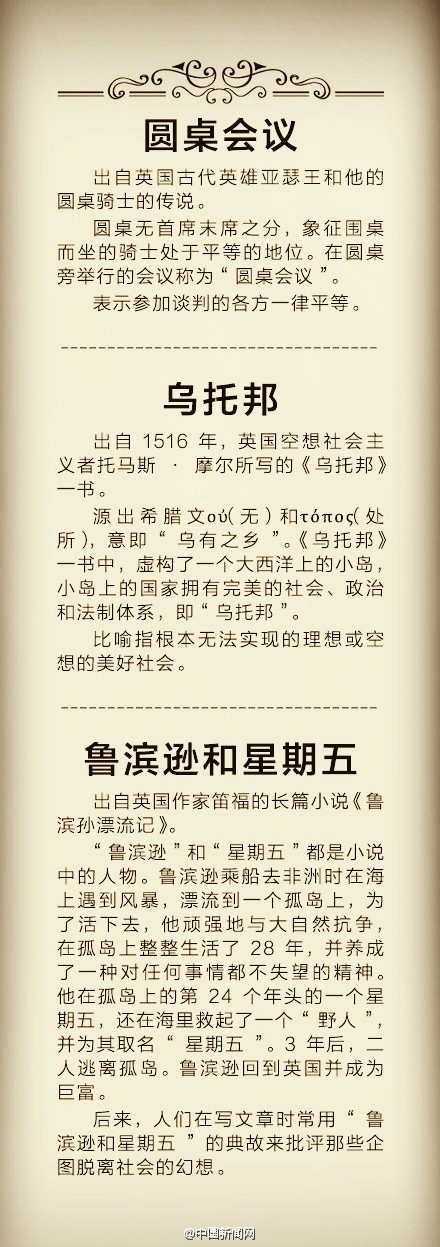 圆桌会议
出自英国古代英雄亚瑟王和他的
圆桌骑士的传说。
圆桌无首席末席之分，象征围桌
而坐的骑士处于平等的地位。在圆桌
旁举行的会议称为“圆桌会议”。
表示参加谈判的各方一律平等。
乌托邦
出自 1516 年，英国空想社会主
义者托马斯 · 摩尔所写的《乌托邦》
一书。
源出希腊文οὐ（无）和τόπος（处
所），意即“乌有之乡”。《乌托邦》
一书中，虚构了一个大西洋上的小岛，
小岛上的国家拥有完美的社会、政治
和法制体系，即“乌托邦”。
比喻指根本无法实现的理想或空
想的美好社会。
鲁滨逊和星期五
出自英国作家笛福的长篇小说《鲁
滨孙漂流记》。
“鲁滨逊”和“星期五”都是小说
中的人物。鲁滨逊乘船去非洲时在海
上遇到风暴，漂流到一个孤岛上，为
了活下去，他顽强地与大自然抗争，
在孤岛上整整生活了 28 年，并养成
了一种对任何事情都不失望的精神。
他在孤岛上的第 24 个年头的一个星
期五，还在海里救起了一个“野人”，
并为其取名“星期五”。3 年后，二
人逃离孤岛。鲁滨逊回到英国并成为
巨富。
后来，人们在写文章时常用“鲁
滨逊和星期五”的典故来批评那些企
图脱离社会的幻想。
@中国新闻网